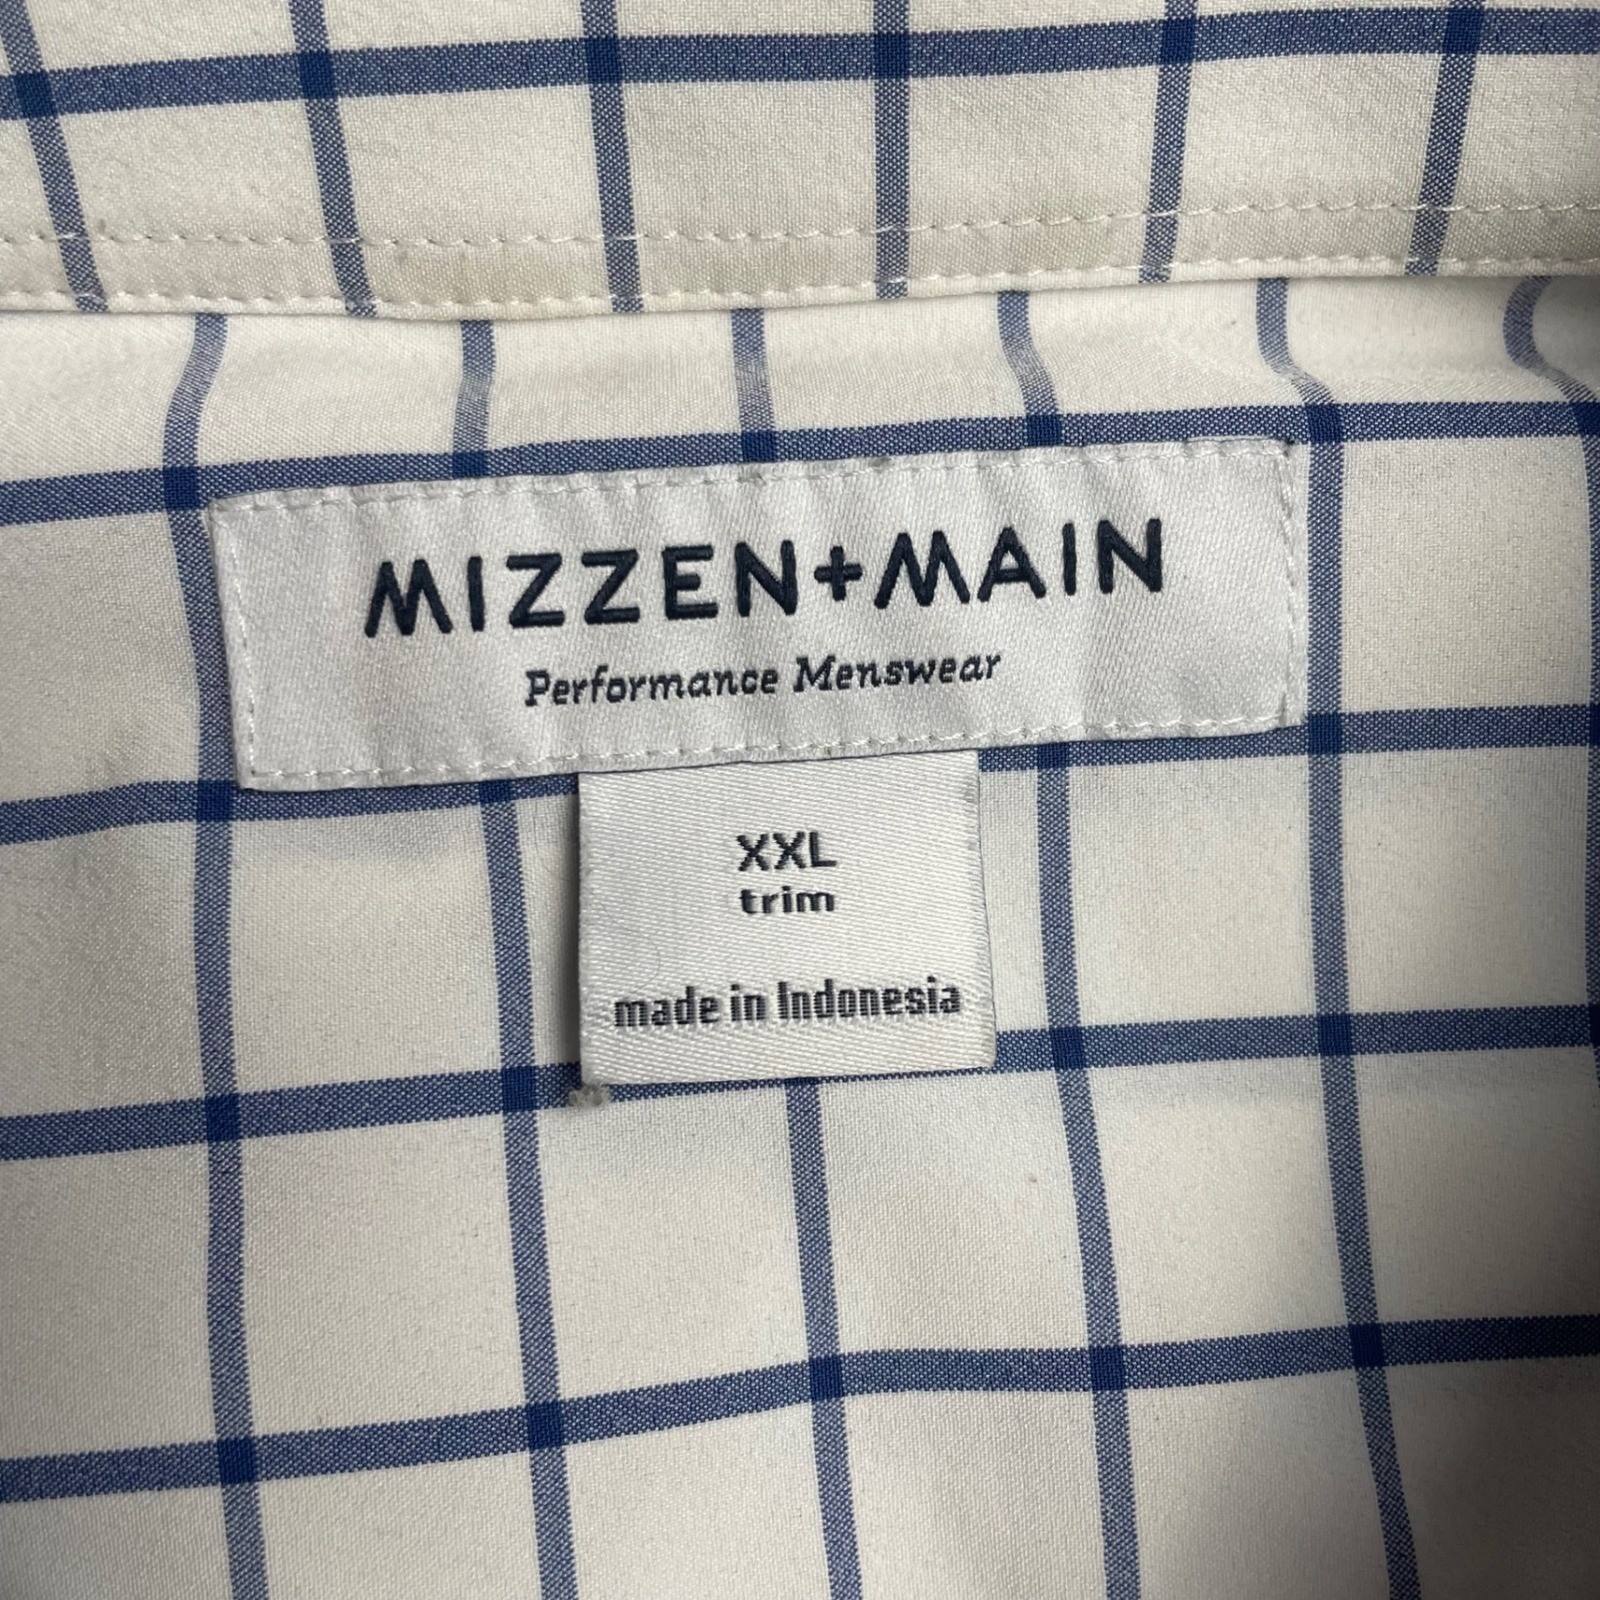 MIZZEN+MAIN
Performance Menswear
XXL
trim
made in Indonesia